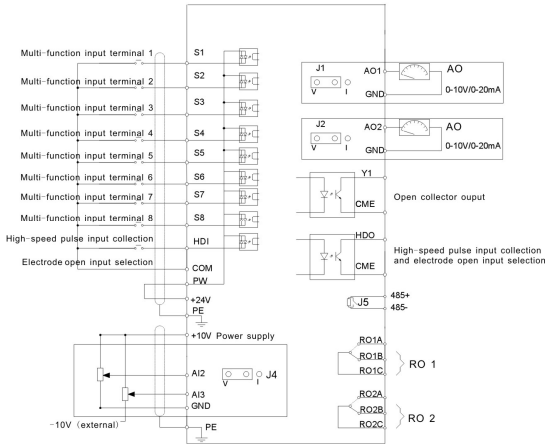 Multi-function input terminal 1
S1
Multi-function input terminal 2
S2
Multi-function input terminal 3
S3
Multi-function input terminal 4
S4
Multi-function input terminal 5
S5
Multi-function input terminal 6
S6
Multi-function input terminal 7
S7
Multi-function input terminal 8
S8
High-speed pulse input collection
HDI
Electrode open input selection
COM
PW
+24V
PE
+10V Power supply
AI2
V
I
J4
AI3
GND
-10V (external)
PE
J1
V
I
AO1
AO
GND
0-10V/0-20mA
J2
V
I
AO2
AO
GND
0-10V/0-20mA
Y1
Open collector ouput
CME
HDO
High-speed pulse input collection
and electrode open input selection
CME
J5
485+
485-
RO1A
RO1B
RO1C
RO 1
RO2A
RO2B
RO2C
RO 2